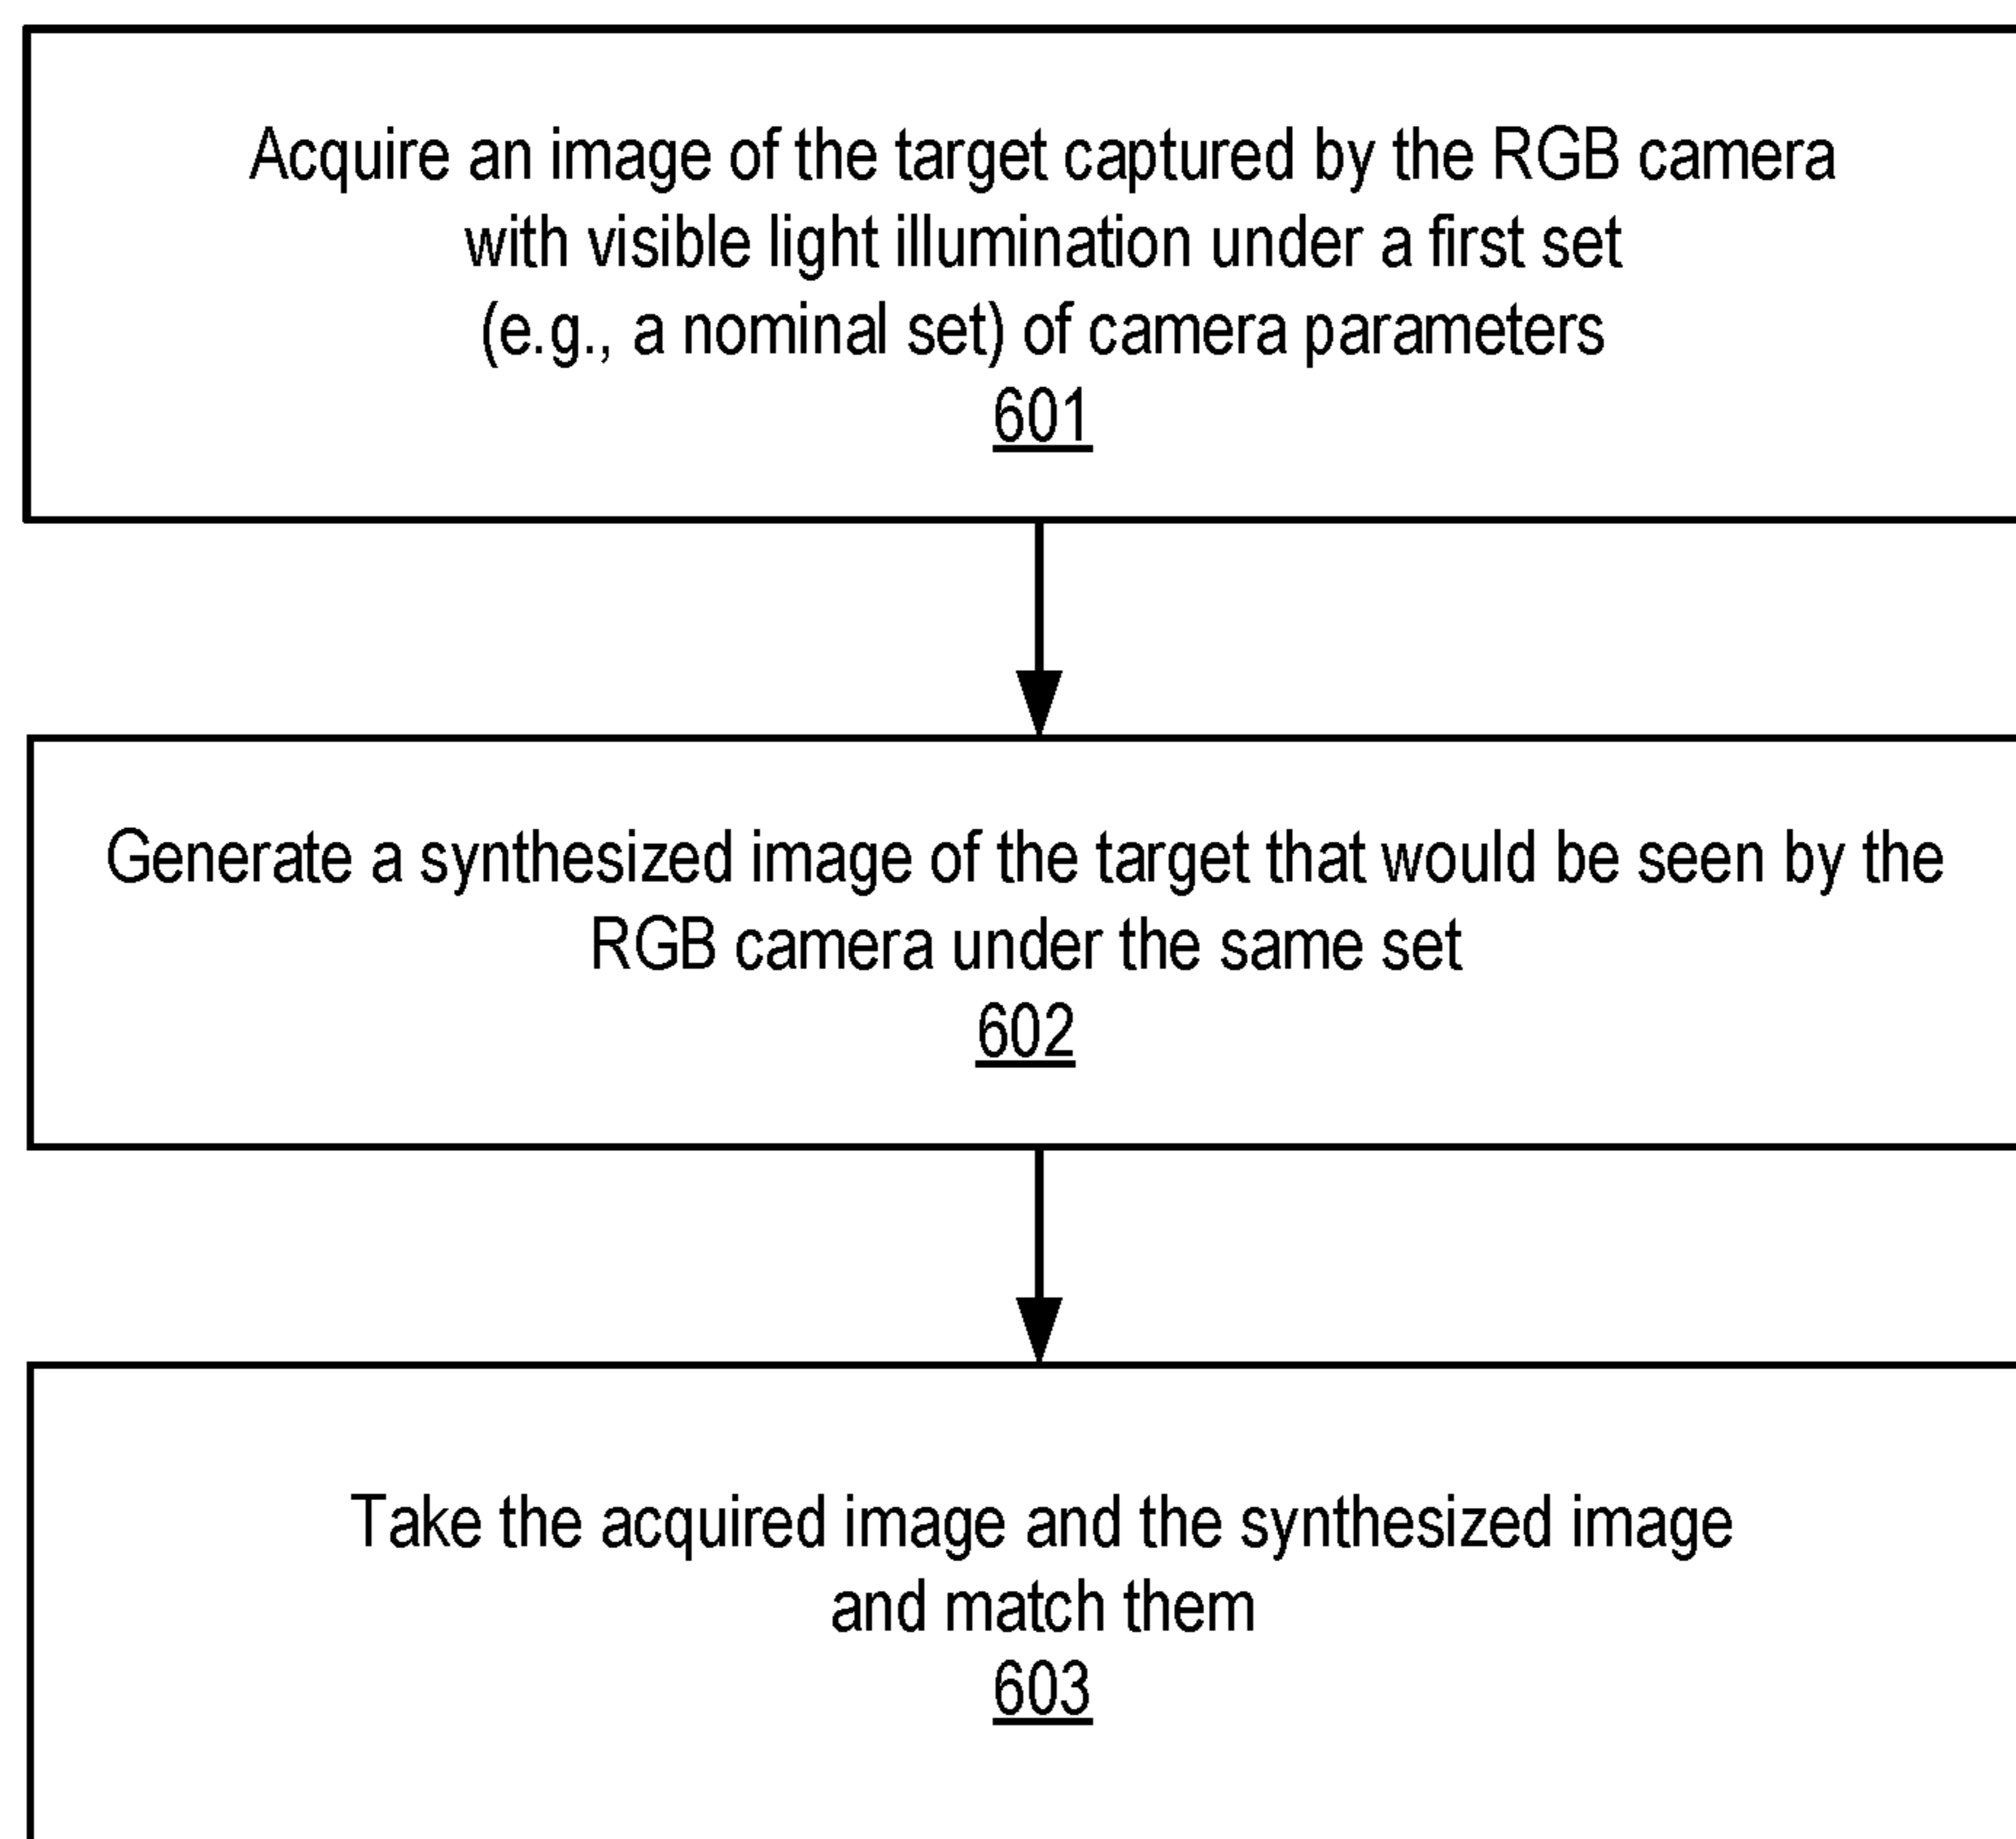 Acquire an image of the target captured by the RGB camera
with visible light illumination under a first set
(e.g., a nominal set) of camera parameters
601
Generate a synthesized image of the target that would be seen by the
RGB camera under the same set
602
Take the acquired image and the synthesized image
and match them
603